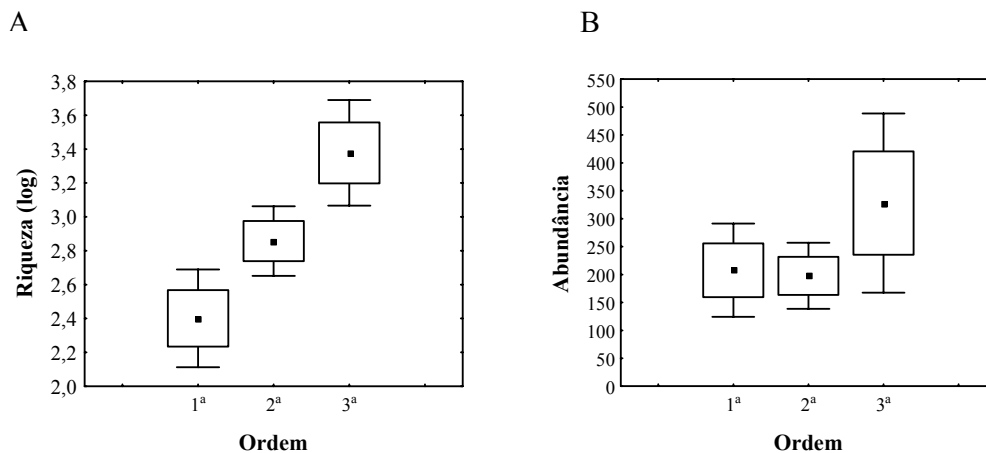 A
3,8
3,6
3,4
3,2
3,0
2,8
2,6
2,4
2,2
2,0
Riqueza (log)
1ª
2ª
3ª
Ordem
B
550
500
450
400
350
300
250
200
150
100
50
0
Abundância
1ª
2ª
3ª
Ordem